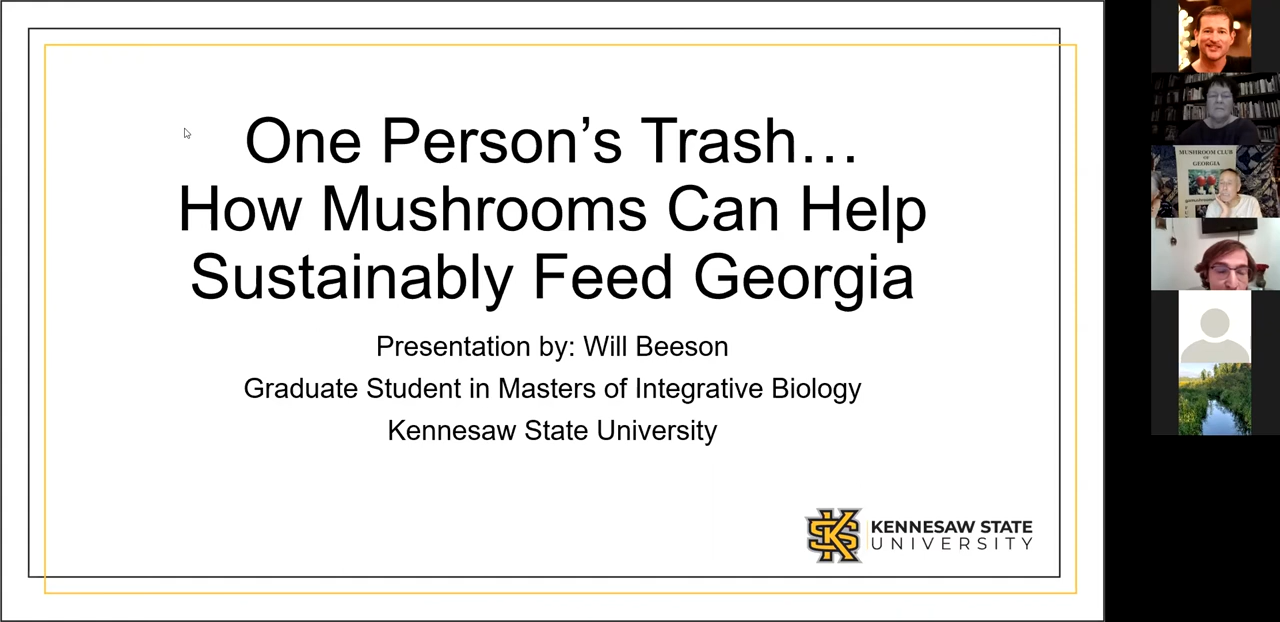 One Person’s Trash…
How Mushrooms Can Help
Sustainably Feed Georgia
Presentation by: Will Beeson
Graduate Student in Masters of Integrative Biology
Kennesaw State University
KENNESAW STATE
UNIVERSITY
MUSHROOM CLUB
OF
GEORGIA